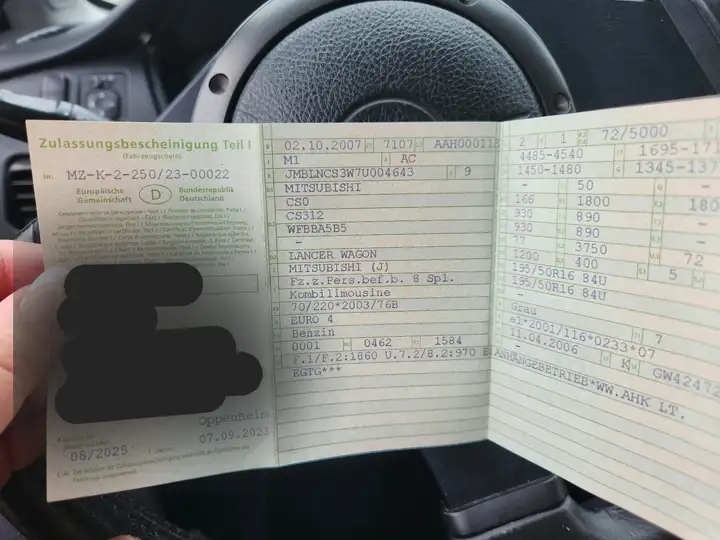 Zulassungsbescheinigung Teil I
(Fahrzeugschein)
Nr. MZ-K-2-250/23-00022
Europäische Gemeinschaft D Bundesrepublik Deutschland
Oppenheim
08/2025
07.09.2023
02.10.2007 7107 AAH000118
M1 AC
JMBLNCS3W7U004643 9
MITSUBISHI
CS0
CS312
WFBBA5B5
-
LANCER WAGON
MITSUBISHI (J)
Fz.z.Pers.bef.b. 8 Spl.
Kombilimousine
70/220*2003/76B
EURO 4
Benzin
0001 0462 1584
F.1/F.2:1860 U.7.2/8.2:970 B.ANHANGEBETRIEB*WW.AHK LT.
EGTG***
2 1 72/5000
4485-4540 1695-171
1450-1480 1345-137
- 50 -
166 1800 180
930 890
930 890
77 3750 72
1200 400 5
195/50R16 84U
195/50R16 84U
-
Grau 7
e1*2001/116*0233*07
11.04.2006 K GW42472
-